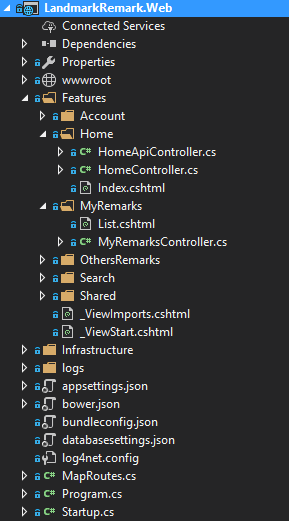 LandmarkRemark.Web
Connected Services
Dependencies
Properties
wwwroot
Features
Account
Home
C# HomeApiController.cs
C# HomeController.cs
Index.cshtml
MyRemarks
List.cshtml
C# MyRemarksController.cs
OthersRemarks
Search
Shared
_ViewImports.cshtml
_ViewStart.cshtml
Infrastructure
logs
appsettings.json
bower.json
bundleconfig.json
databasesettings.json
log4net.config
C# MapRoutes.cs
C# Program.cs
C# Startup.cs